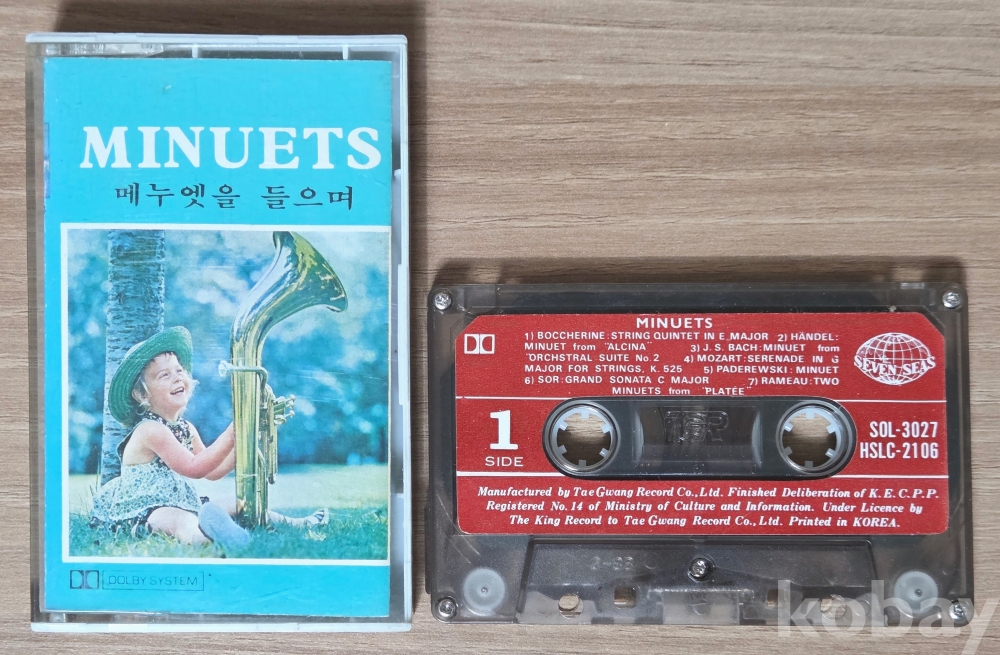 MINUETS
메누엣을 들으며
DOLBY SYSTEM
MINUETS
1) BOCCHERINE: STRING QUINTET IN E MAJOR 2) HÄNDEL:
MINUET from "ALCINA" 3) J. S. BACH: MINUET from
"ORCHSTRAL SUITE No. 2 4) MOZART: SERENADE IN G
MAJOR FOR STRINGS, K. 525 5) PADEREWSKI: MINUET
6) SOR: GRAND SONATA C MAJOR 7) RAMEAU: TWO
MINUETS from "PLATÉE"
SEVEN SEAS
1
SIDE
SOL-3027
HSLC-2106
Manufactured by Tae Gwang Record Co., Ltd. Finished Deliberation of K. E. C. P. P.
Registered No. 14 of Ministry of Culture and Information. Under Licence by
The King Record to Tae Gwang Record Co., Ltd. Printed in KOREA.
kobay